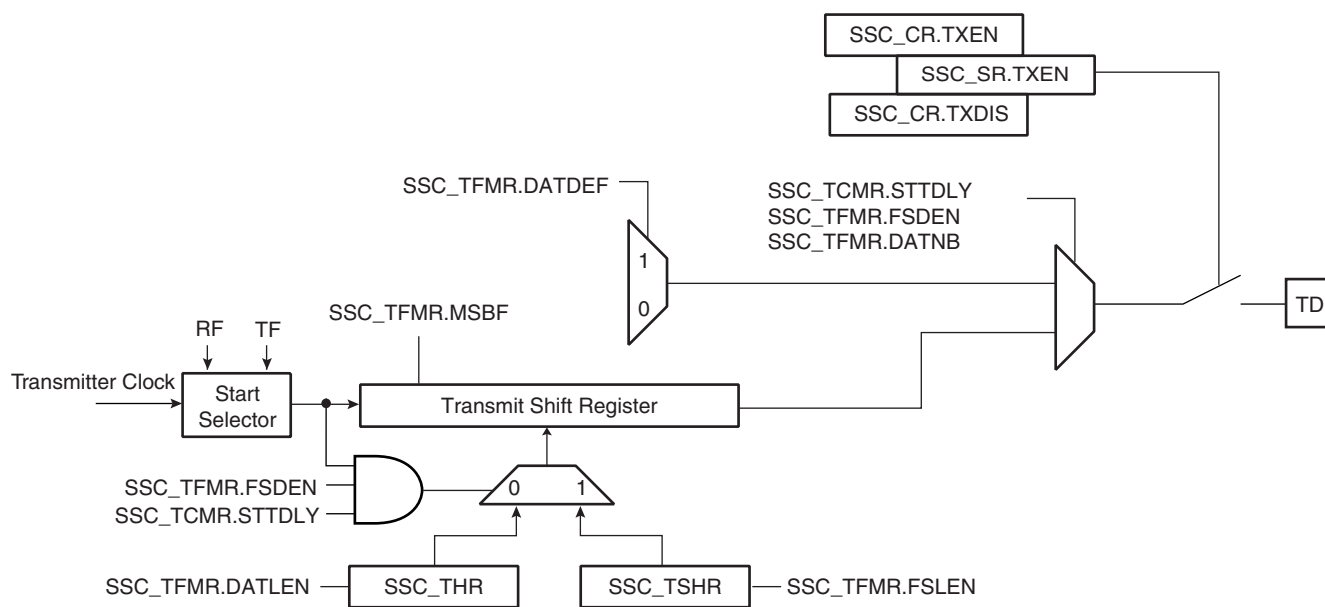 SSC_CR.TXEN
SSC_SR.TXEN
SSC_CR.TXDIS
SSC_TFMR.DATDEF
SSC_TCMR.STTDLY
SSC_TFMR.FSDEN
SSC_TFMR.DATNB
1
0
TD
SSC_TFMR.MSBF
RF
TF
Transmitter Clock
Start
Selector
Transmit Shift Register
SSC_TFMR.FSDEN
SSC_TCMR.STTDLY
0
1
SSC_TFMR.DATLEN
SSC_THR
SSC_TSHR
SSC_TFMR.FSLEN